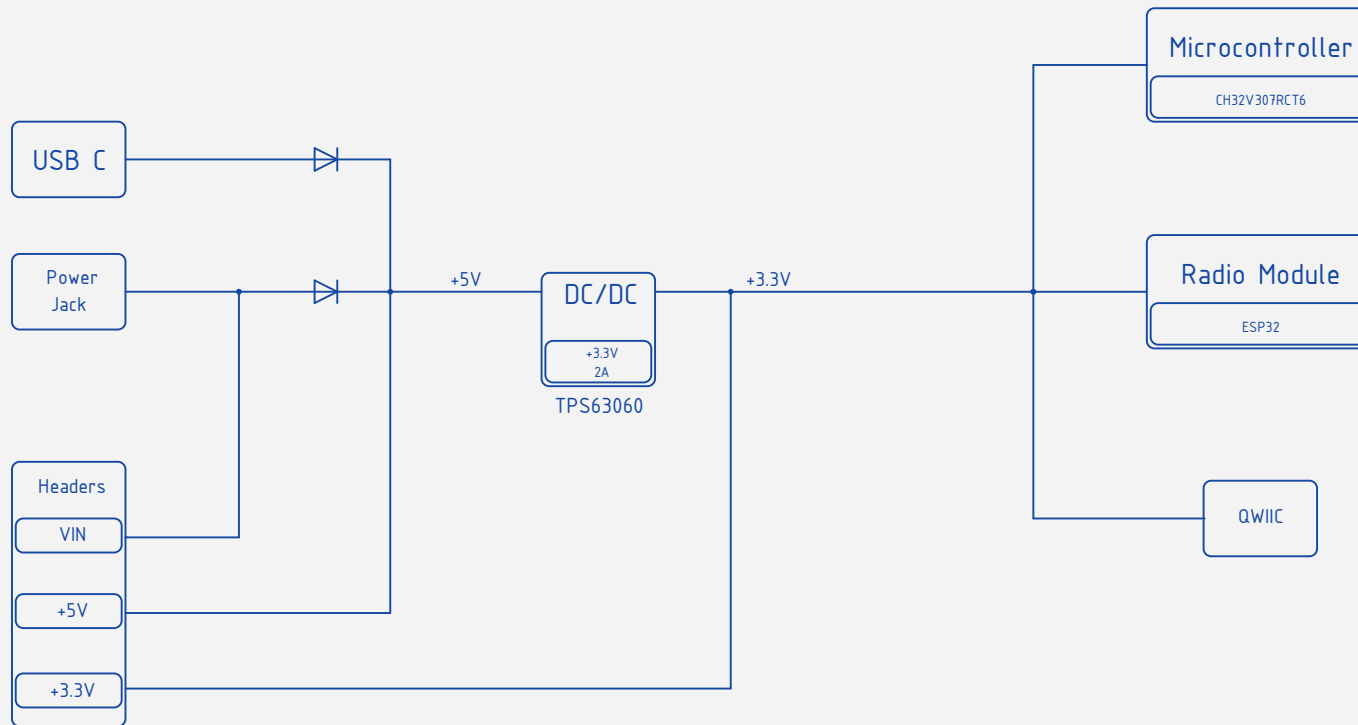 Microcontroller
CH32V307RCT6
USB C
Power
Jack
+5V
DC/DC
+3.3V
2A
TPS63060
+3.3V
Radio Module
ESP32
Headers
VIN
+5V
+3.3V
QWIIC